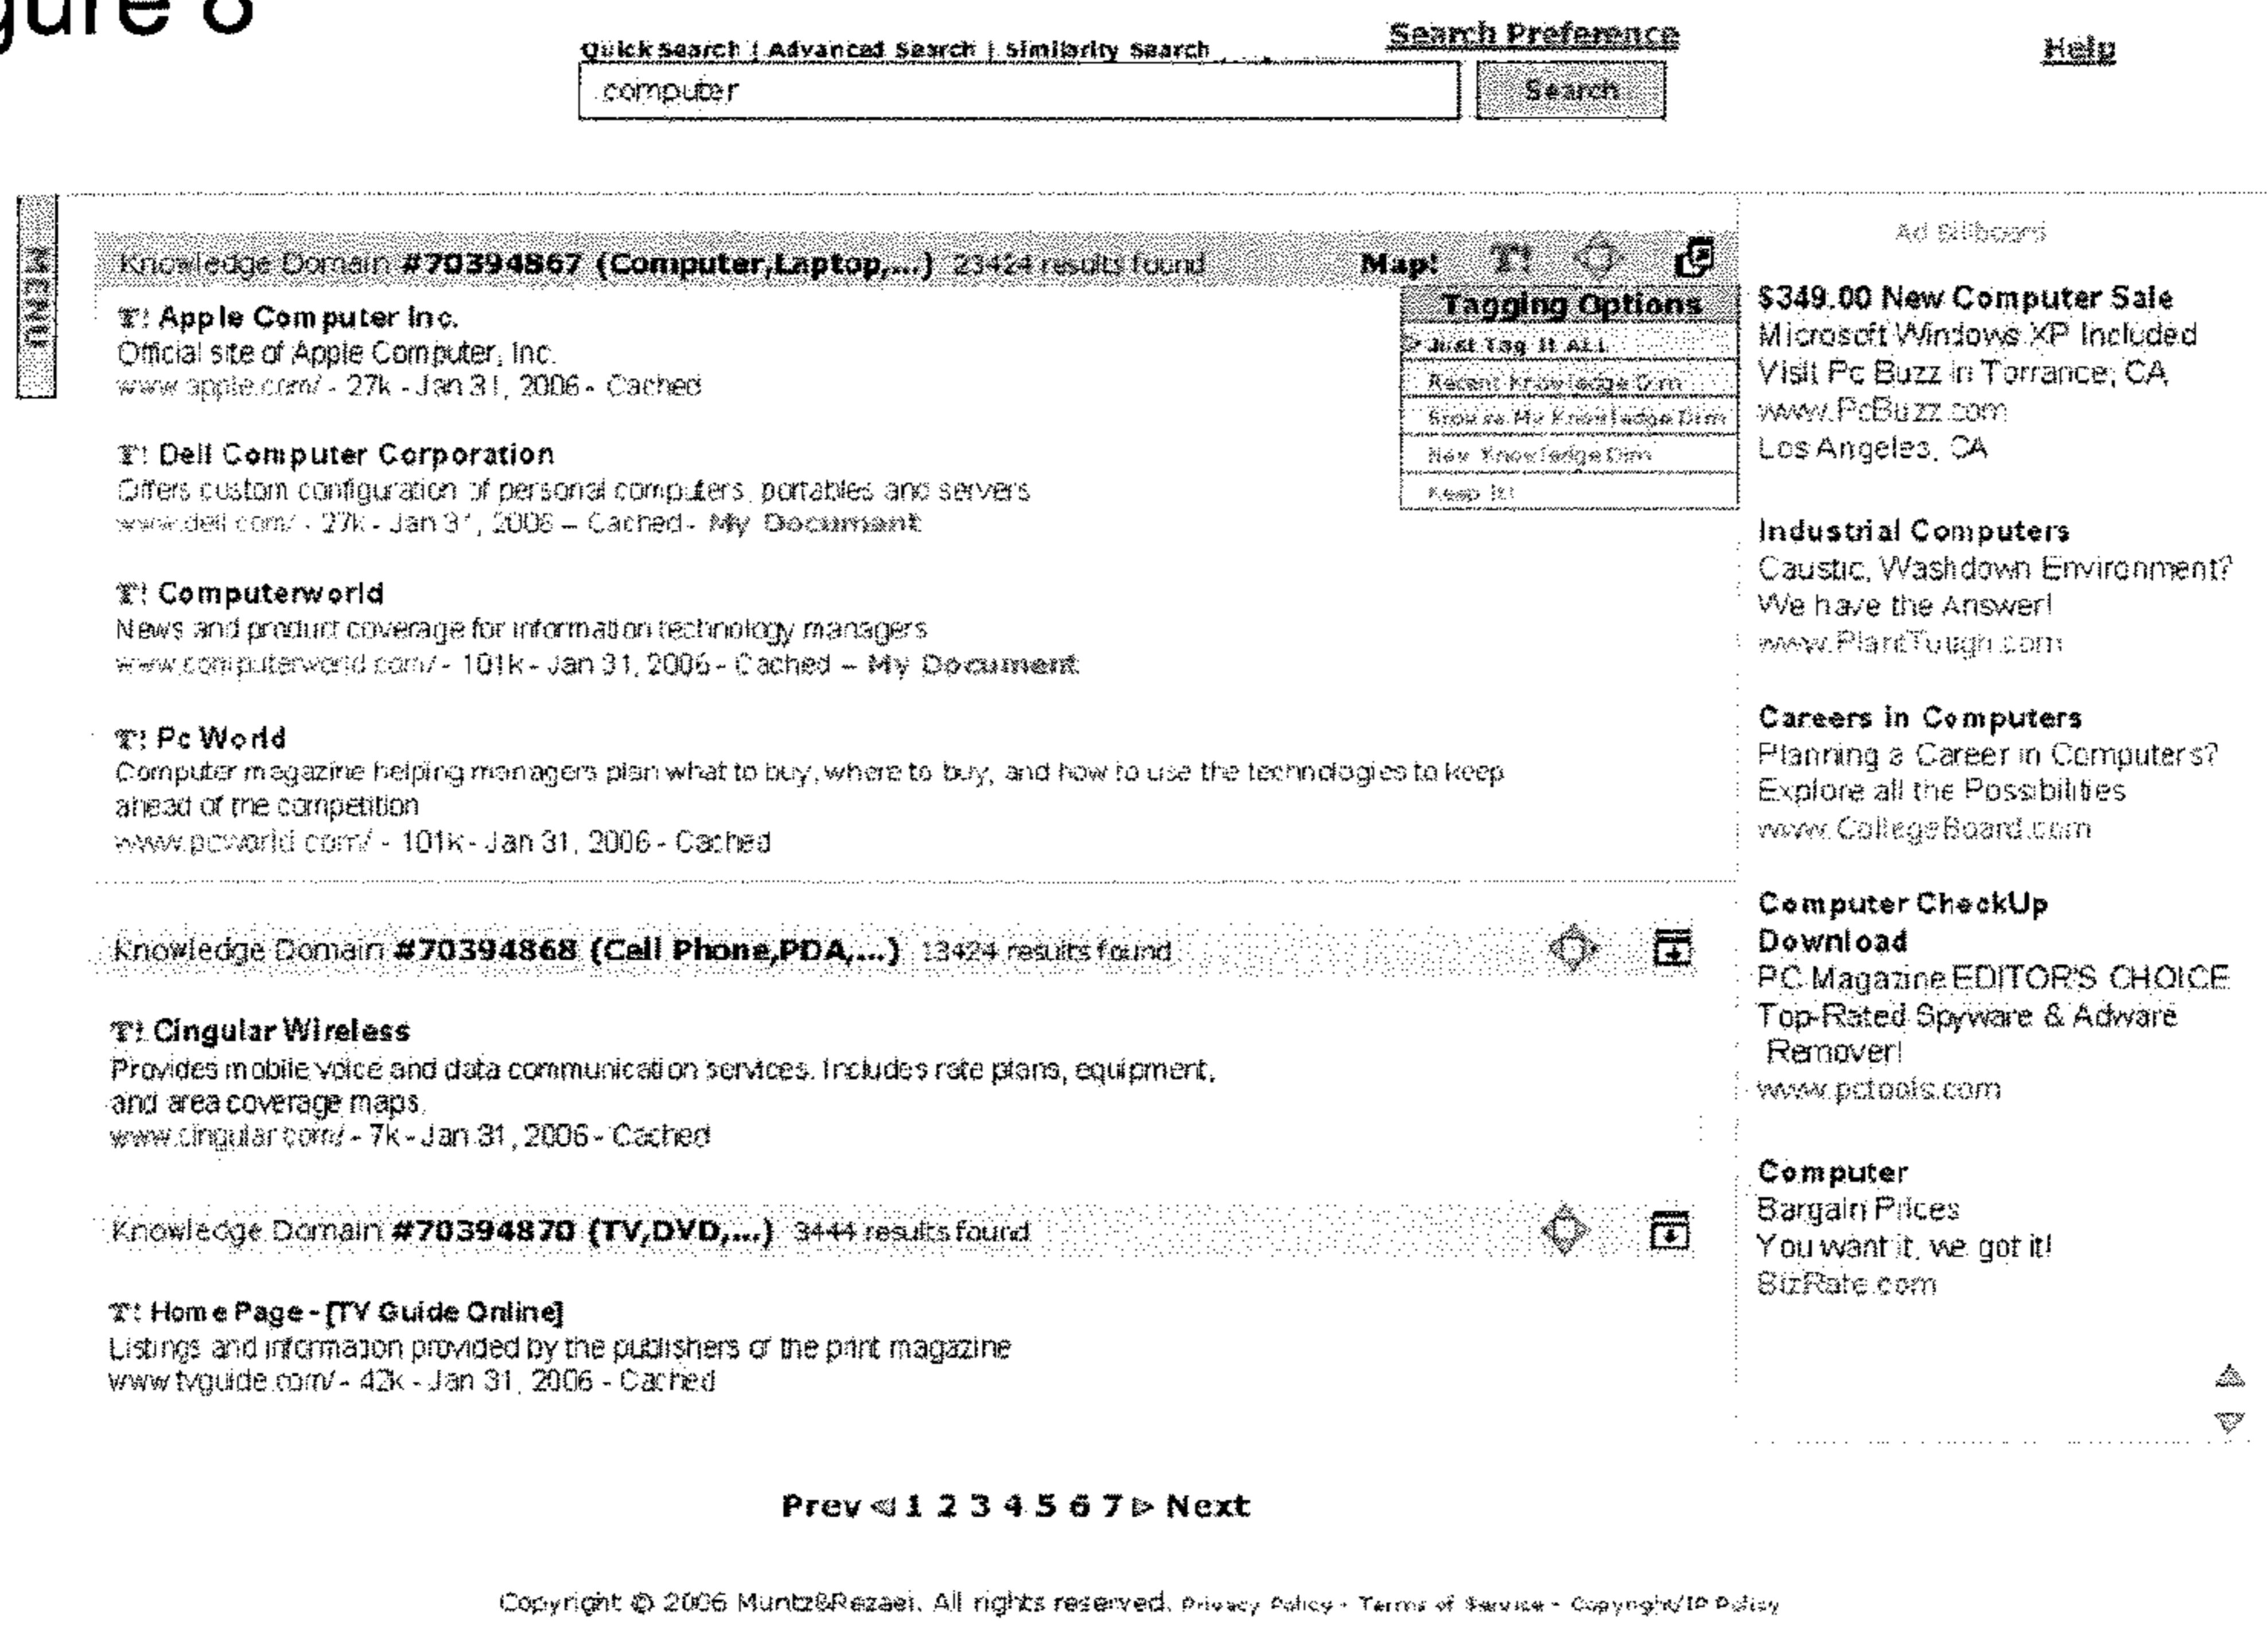 gure 8
Quick Search | Advanced Search | Similarity Search
Search Preference
Help
computer
Search
MENU
Knowledge Domain #70394867 (Computer,Laptop,...) 23424 results found
Map!
T!
T! Apple Computer Inc.
Official site of Apple Computer, Inc.
www.apple.com/ - 27k - Jan 31, 2006 - Cached
T! Dell Computer Corporation
Offers custom configuration of personal computers, portables and servers
www.dell.com/ - 27k - Jan 31, 2006 – Cached - My Document
T! Computerworld
News and product coverage for information technology managers
www.computerworld.com/ - 101k - Jan 31, 2006 - Cached – My Document
T! Pc World
Computer magazine helping managers plan what to buy, where to buy, and how to use the technologies to keep
ahead of the competition
www.pcworld.com/ - 101k - Jan 31, 2006 - Cached
Tagging Options
Just Tag It ALL
Recent Knowledge Dim
Browse My Knowledge Dim
New Knowledge Dim
Keep It!
Knowledge Domain #70394868 (Cell Phone,PDA,...) 13424 results found
T! Cingular Wireless
Provides mobile voice and data communication services. Includes rate plans, equipment,
and area coverage maps.
www.cingular.com/ - 7k - Jan 31, 2006 - Cached
Knowledge Domain #70394870 (TV,DVD,...) 3444 results found
T! Home Page - [TV Guide Online]
Listings and information provided by the publishers of the print magazine
www.tvguide.com/ - 42k - Jan 31, 2006 - Cached
Ad Billboard
$349.00 New Computer Sale
Microsoft Windows XP Included
Visit Pc Buzz in Torrance, CA
www.PcBuzz.com
Los Angeles, CA
Industrial Computers
Caustic, Washdown Environment?
We have the Answer!
www.PlantTough.com
Careers in Computers
Planning a Career in Computers?
Explore all the Possibilities
www.CollegeBoard.com
Computer CheckUp
Download
PC Magazine EDITOR'S CHOICE
Top-Rated Spyware & Adware
Remover!
www.pctools.com
Computer
Bargain Prices
You want it, we got it!
BizRate.com
Prev 1 2 3 4 5 6 7 Next
Copyright © 2006 Muntz&Rezaei. All rights reserved. Privacy Policy - Terms of Service - Copyright/IP Policy